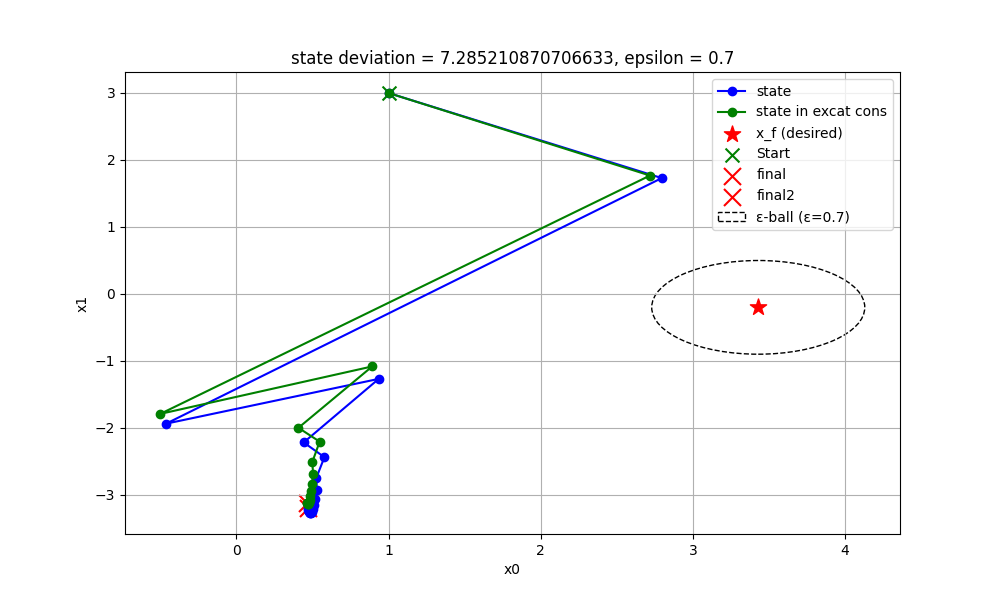 state deviation = 7.285210870706633, epsilon = 0.7
state
state in excat cons
x_f (desired)
Start
final
final2
ε-ball (ε=0.7)
3
2
1
0
−1
−2
−3
x1
0
1
2
3
4
x0